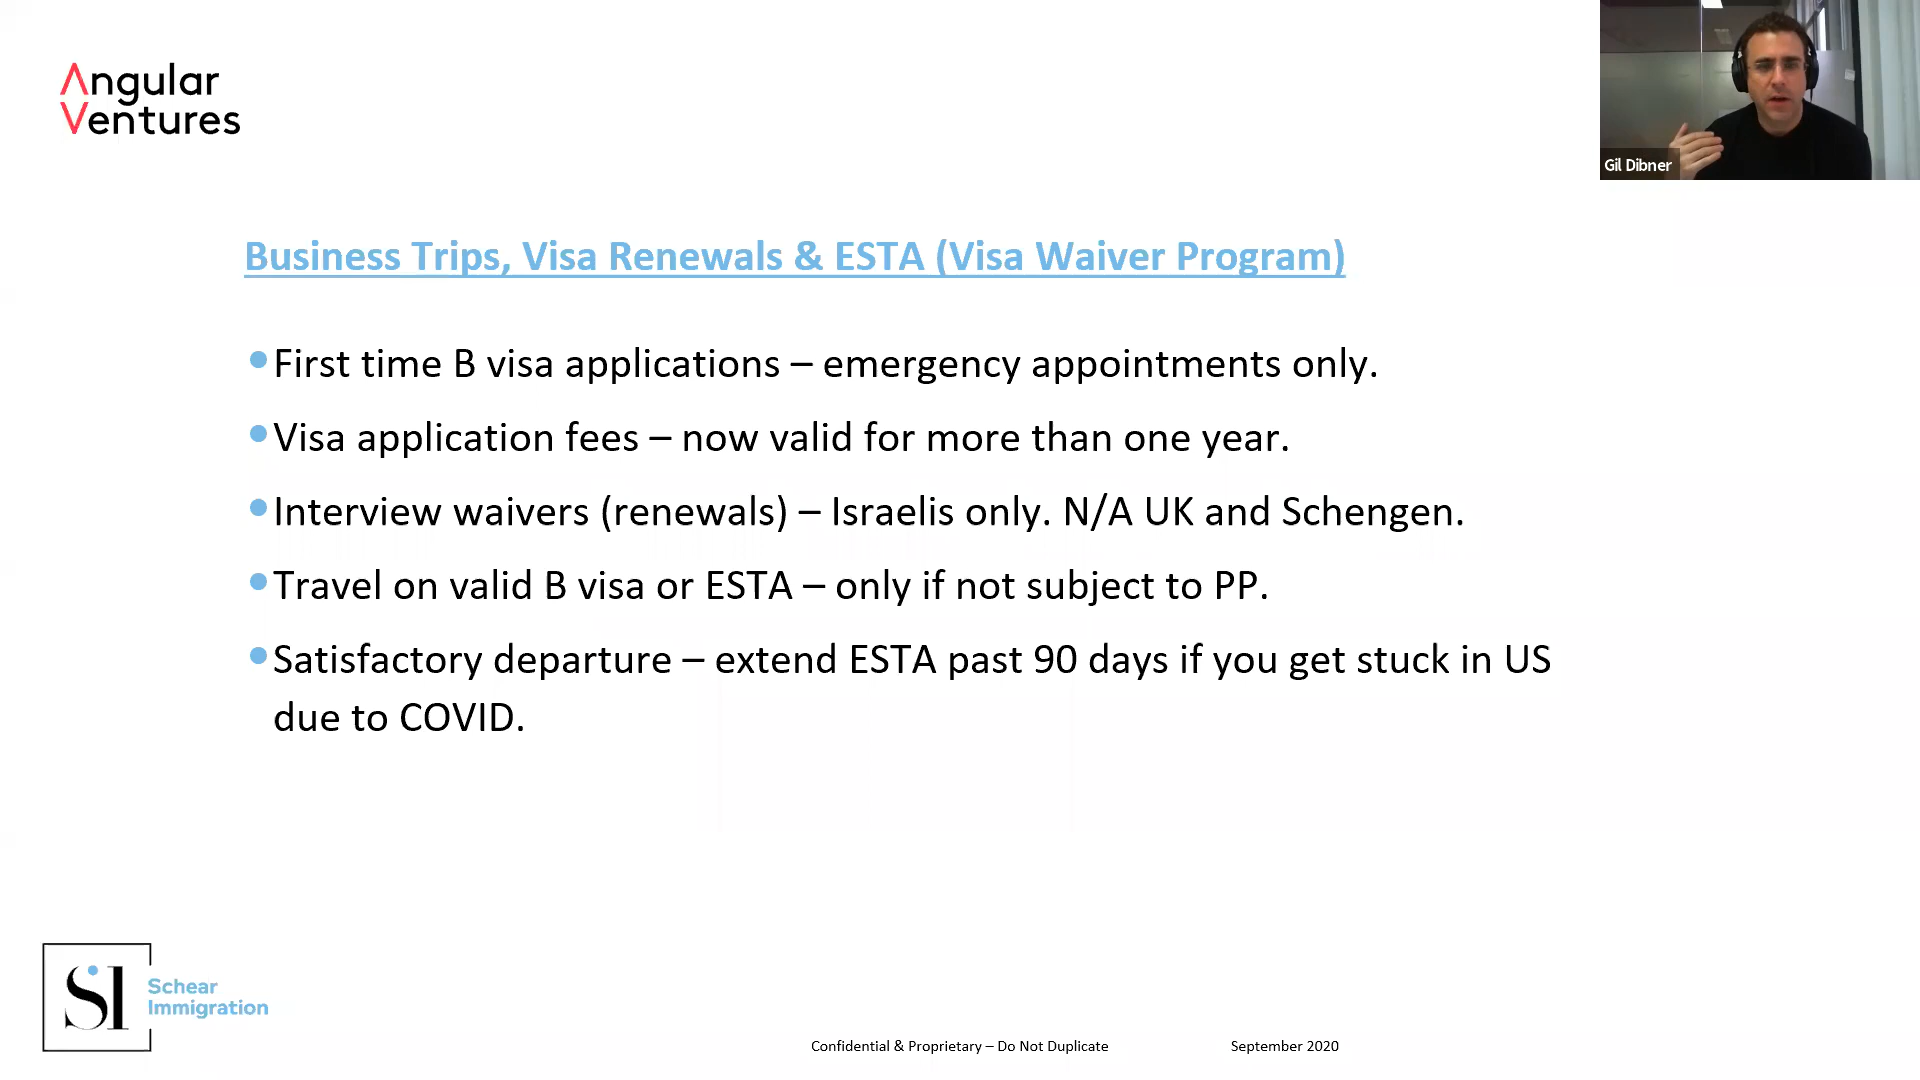 Angular
Ventures
Gil Dibner
Business Trips, Visa Renewals & ESTA (Visa Waiver Program)
•First time B visa applications – emergency appointments only.
•Visa application fees – now valid for more than one year.
•Interview waivers (renewals) – Israelis only. N/A UK and Schengen.
•Travel on valid B visa or ESTA – only if not subject to PP.
•Satisfactory departure – extend ESTA past 90 days if you get stuck in US
due to COVID.
SI
Schear
Immigration
Confidential & Proprietary – Do Not Duplicate
September 2020